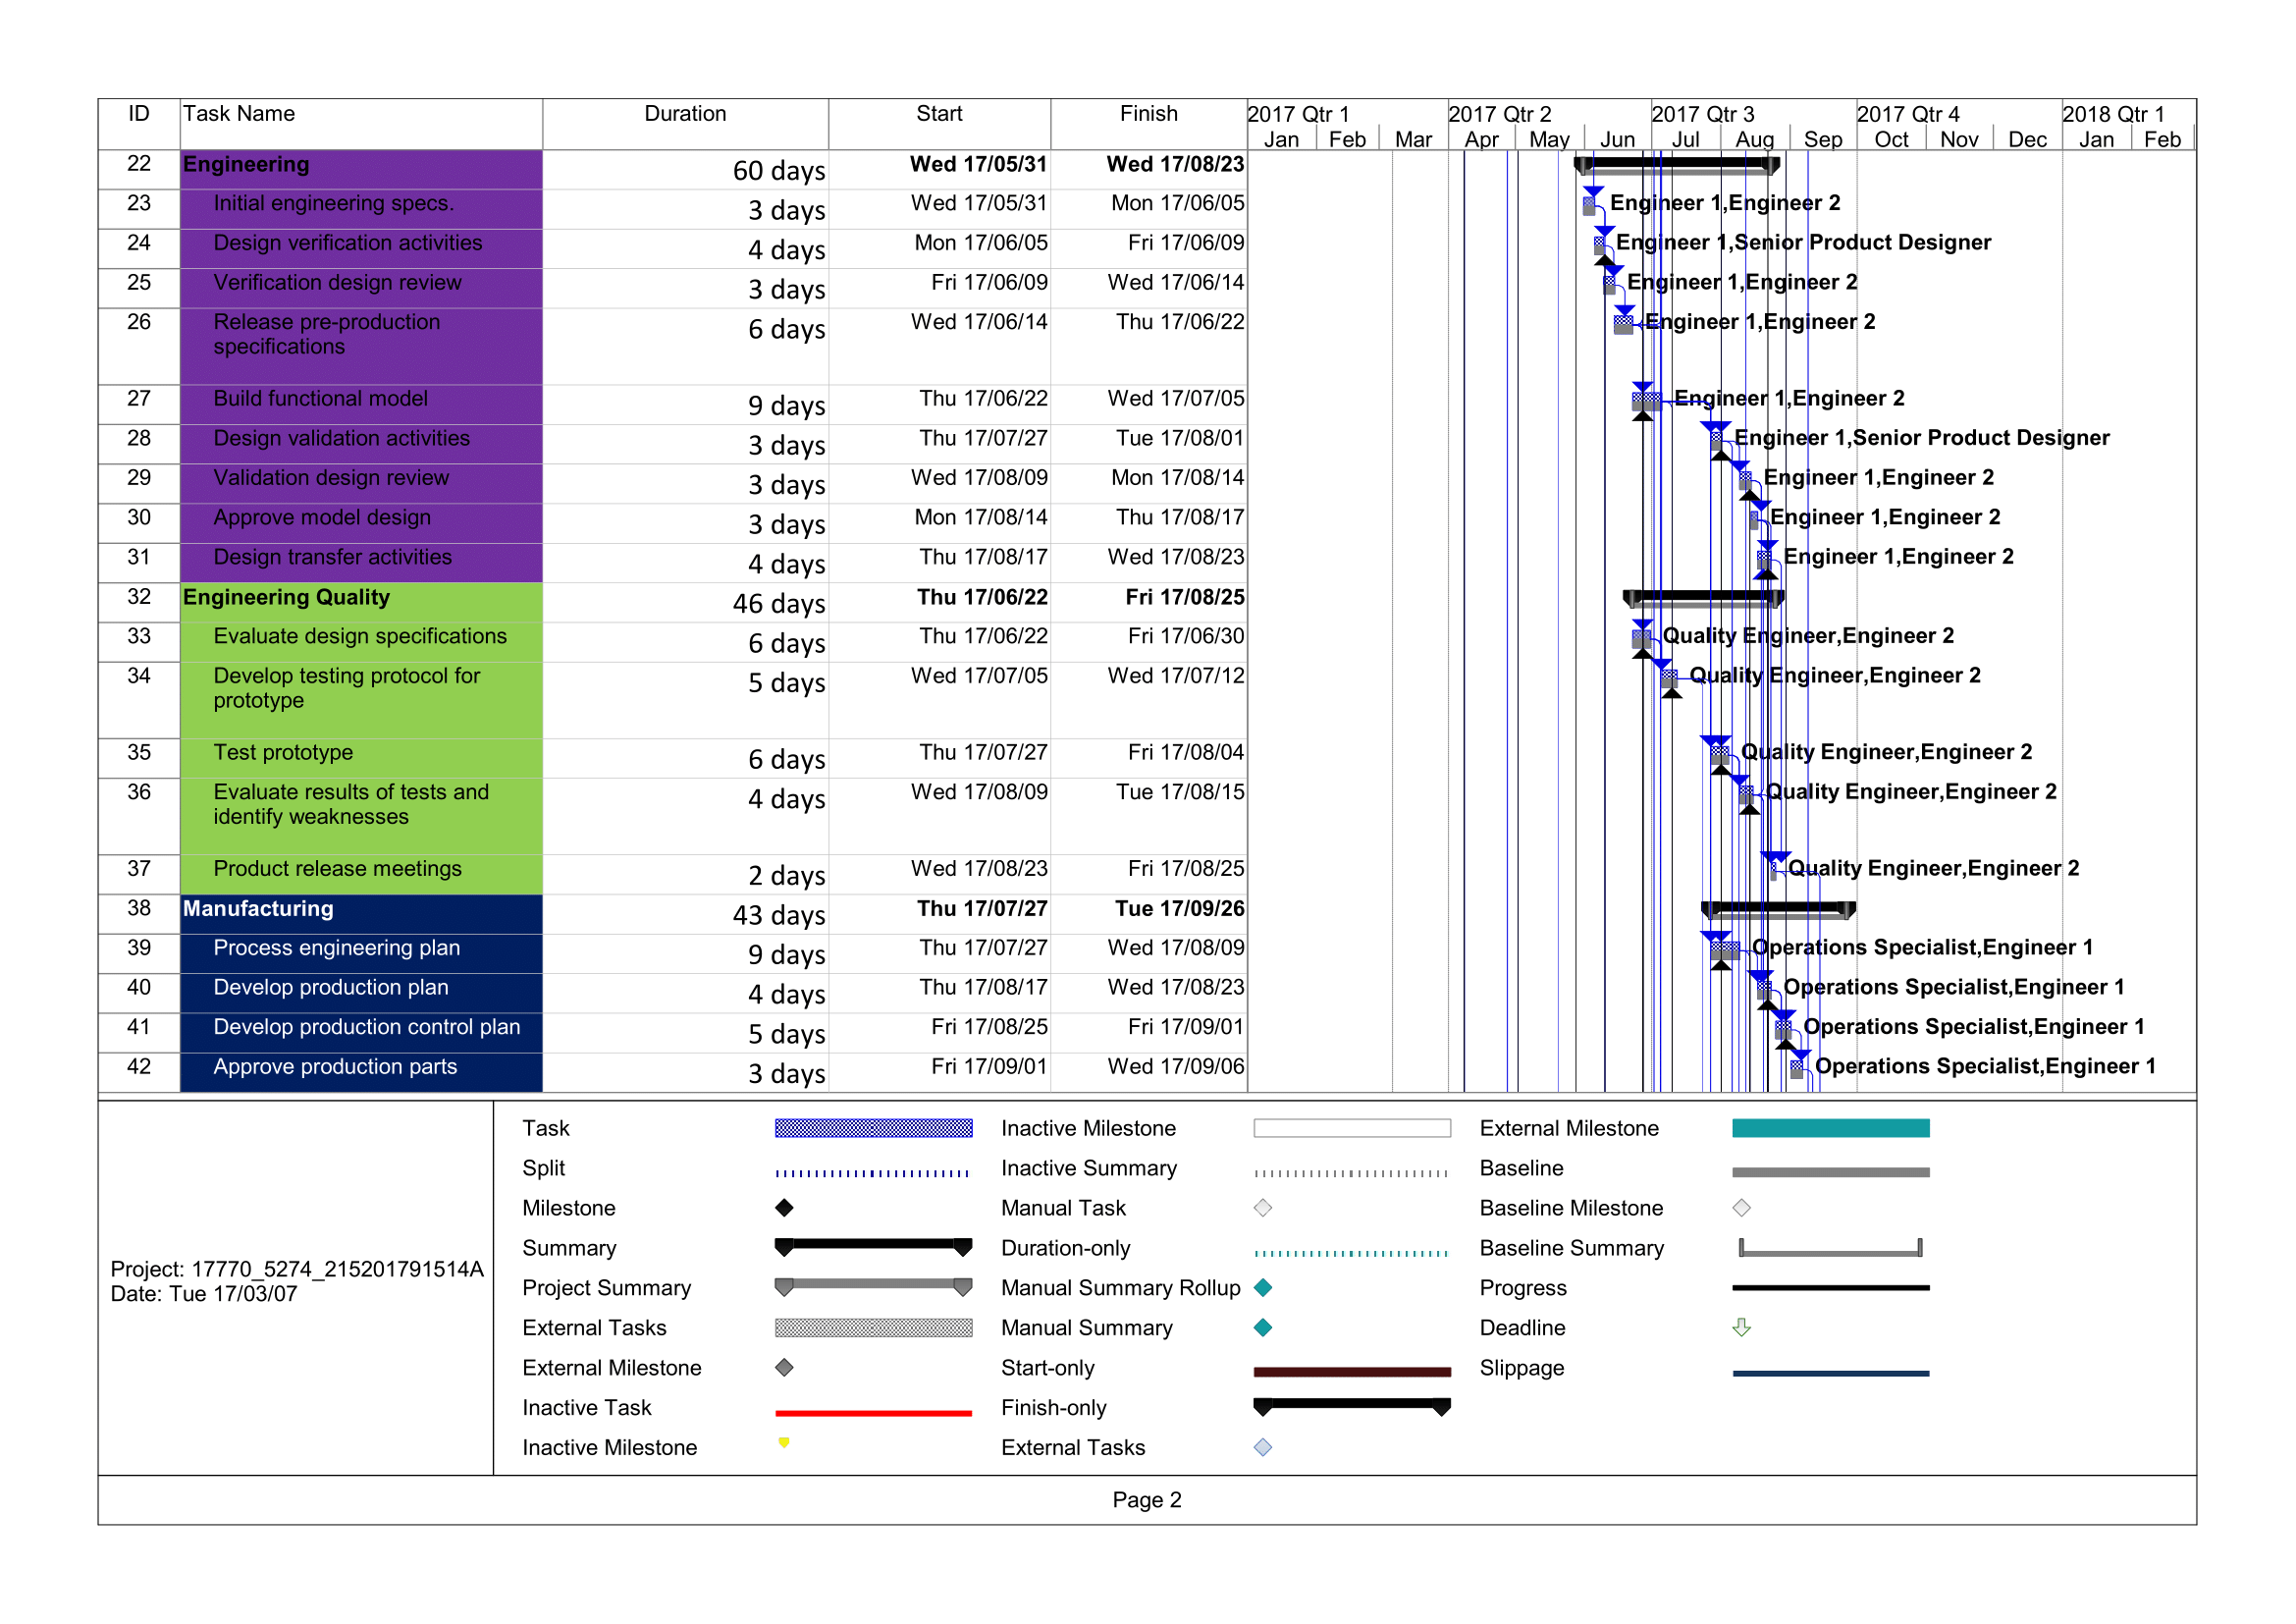 ID Task Name Duration Start Finish 2017 Qtr 1 2017 Qtr 2 2017 Qtr 3 2017 Qtr 4 2018 Qtr 1
Jan Feb Mar Apr May Jun Jul Aug Sep Oct Nov Dec Jan Feb
22 Engineering 60 days Wed 17/05/31 Wed 17/08/23
23 Initial engineering specs. 3 days Wed 17/05/31 Mon 17/06/05 Engineer 1,Engineer 2
24 Design verification activities 4 days Mon 17/06/05 Fri 17/06/09 Engineer 1,Senior Product Designer
25 Verification design review 3 days Fri 17/06/09 Wed 17/06/14 Engineer 1,Engineer 2
26 Release pre-production 6 days Wed 17/06/14 Thu 17/06/22 Engineer 1,Engineer 2
specifications
27 Build functional model 9 days Thu 17/06/22 Wed 17/07/05 Engineer 1,Engineer 2
28 Design validation activities 3 days Thu 17/07/27 Tue 17/08/01 Engineer 1,Senior Product Designer
29 Validation design review 3 days Wed 17/08/09 Mon 17/08/14 Engineer 1,Engineer 2
30 Approve model design 3 days Mon 17/08/14 Thu 17/08/17 Engineer 1,Engineer 2
31 Design transfer activities 4 days Thu 17/08/17 Wed 17/08/23 Engineer 1,Engineer 2
32 Engineering Quality 46 days Thu 17/06/22 Fri 17/08/25
33 Evaluate design specifications 6 days Thu 17/06/22 Fri 17/06/30 Quality Engineer,Engineer 2
34 Develop testing protocol for 5 days Wed 17/07/05 Wed 17/07/12 Quality Engineer,Engineer 2
prototype
35 Test prototype 6 days Thu 17/07/27 Fri 17/08/04 Quality Engineer,Engineer 2
36 Evaluate results of tests and 4 days Wed 17/08/09 Tue 17/08/15 Quality Engineer,Engineer 2
identify weaknesses
37 Product release meetings 2 days Wed 17/08/23 Fri 17/08/25 Quality Engineer,Engineer 2
38 Manufacturing 43 days Thu 17/07/27 Tue 17/09/26
39 Process engineering plan 9 days Thu 17/07/27 Wed 17/08/09 Operations Specialist,Engineer 1
40 Develop production plan 4 days Thu 17/08/17 Wed 17/08/23 Operations Specialist,Engineer 1
41 Develop production control plan 5 days Fri 17/08/25 Fri 17/09/01 Operations Specialist,Engineer 1
42 Approve production parts 3 days Fri 17/09/01 Wed 17/09/06 Operations Specialist,Engineer 1
Project: 17770_5274_215201791514A
Date: Tue 17/03/07
Task Inactive Milestone External Milestone
Split Inactive Summary Baseline
Milestone Manual Task Baseline Milestone
Summary Duration-only Baseline Summary
Project Summary Manual Summary Rollup Progress
External Tasks Manual Summary Deadline
External Milestone Start-only Slippage
Inactive Task Finish-only
Inactive Milestone External Tasks
Page 2